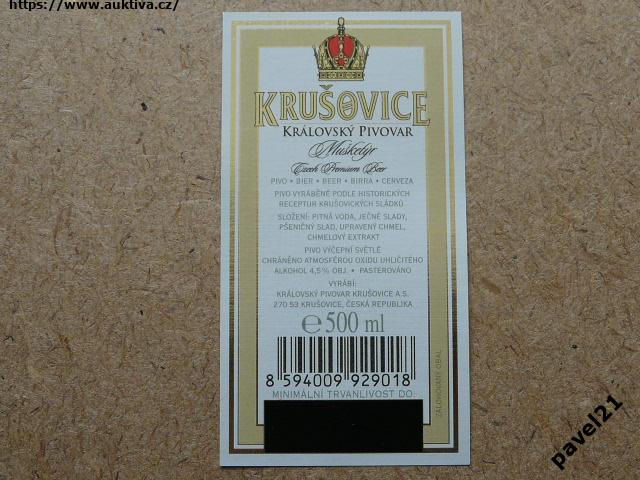 https://www.auktiva.cz/
KRUŠOVICE
KRÁLOVSKÝ PIVOVAR
Mušketýr
Czech Premium Beer
PIVO • BIER • BEER • BIRRA • CERVEZA
PIVO VYRÁBĚNÉ PODLE HISTORICKÝCH
RECEPTUR KRUŠOVICKÝCH SLÁDKŮ
SLOŽENÍ: PITNÁ VODA, JEČNÉ SLADY,
PŠENIČNÝ SLAD, UPRAVENÝ CHMEL,
CHMELOVÝ EXTRAKT
PIVO VÝČEPNÍ SVĚTLÉ
CHRÁNĚNO ATMOSFÉROU OXIDU UHLIČITÉHO
ALKOHOL 4,5% OBJ. • PASTEROVÁNO
VYRÁBÍ:
KRÁLOVSKÝ PIVOVAR KRUŠOVICE A.S.
270 53 KRUŠOVICE, ČESKÁ REPUBLIKA
℮ 500 ml
8 594009 929018
MINIMÁLNÍ TRVANLIVOST DO:
ZÁLOHOVANÝ OBAL
pavel21